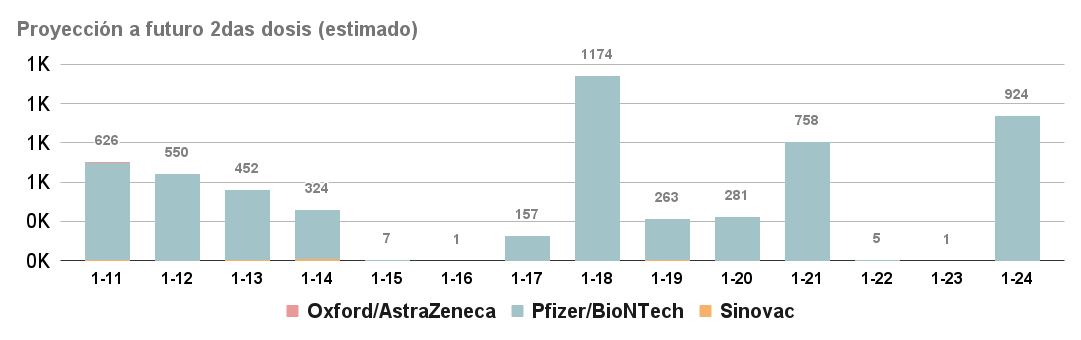 Proyección a futuro 2das dosis (estimado)
1K
1K
1K
1K
0K
0K
626
550
452
324
7
1
157
1174
263
281
758
5
1
924
1-11 1-12 1-13 1-14 1-15 1-16 1-17 1-18 1-19 1-20 1-21 1-22 1-23 1-24
Oxford/AstraZeneca Pfizer/BioNTech Sinovac